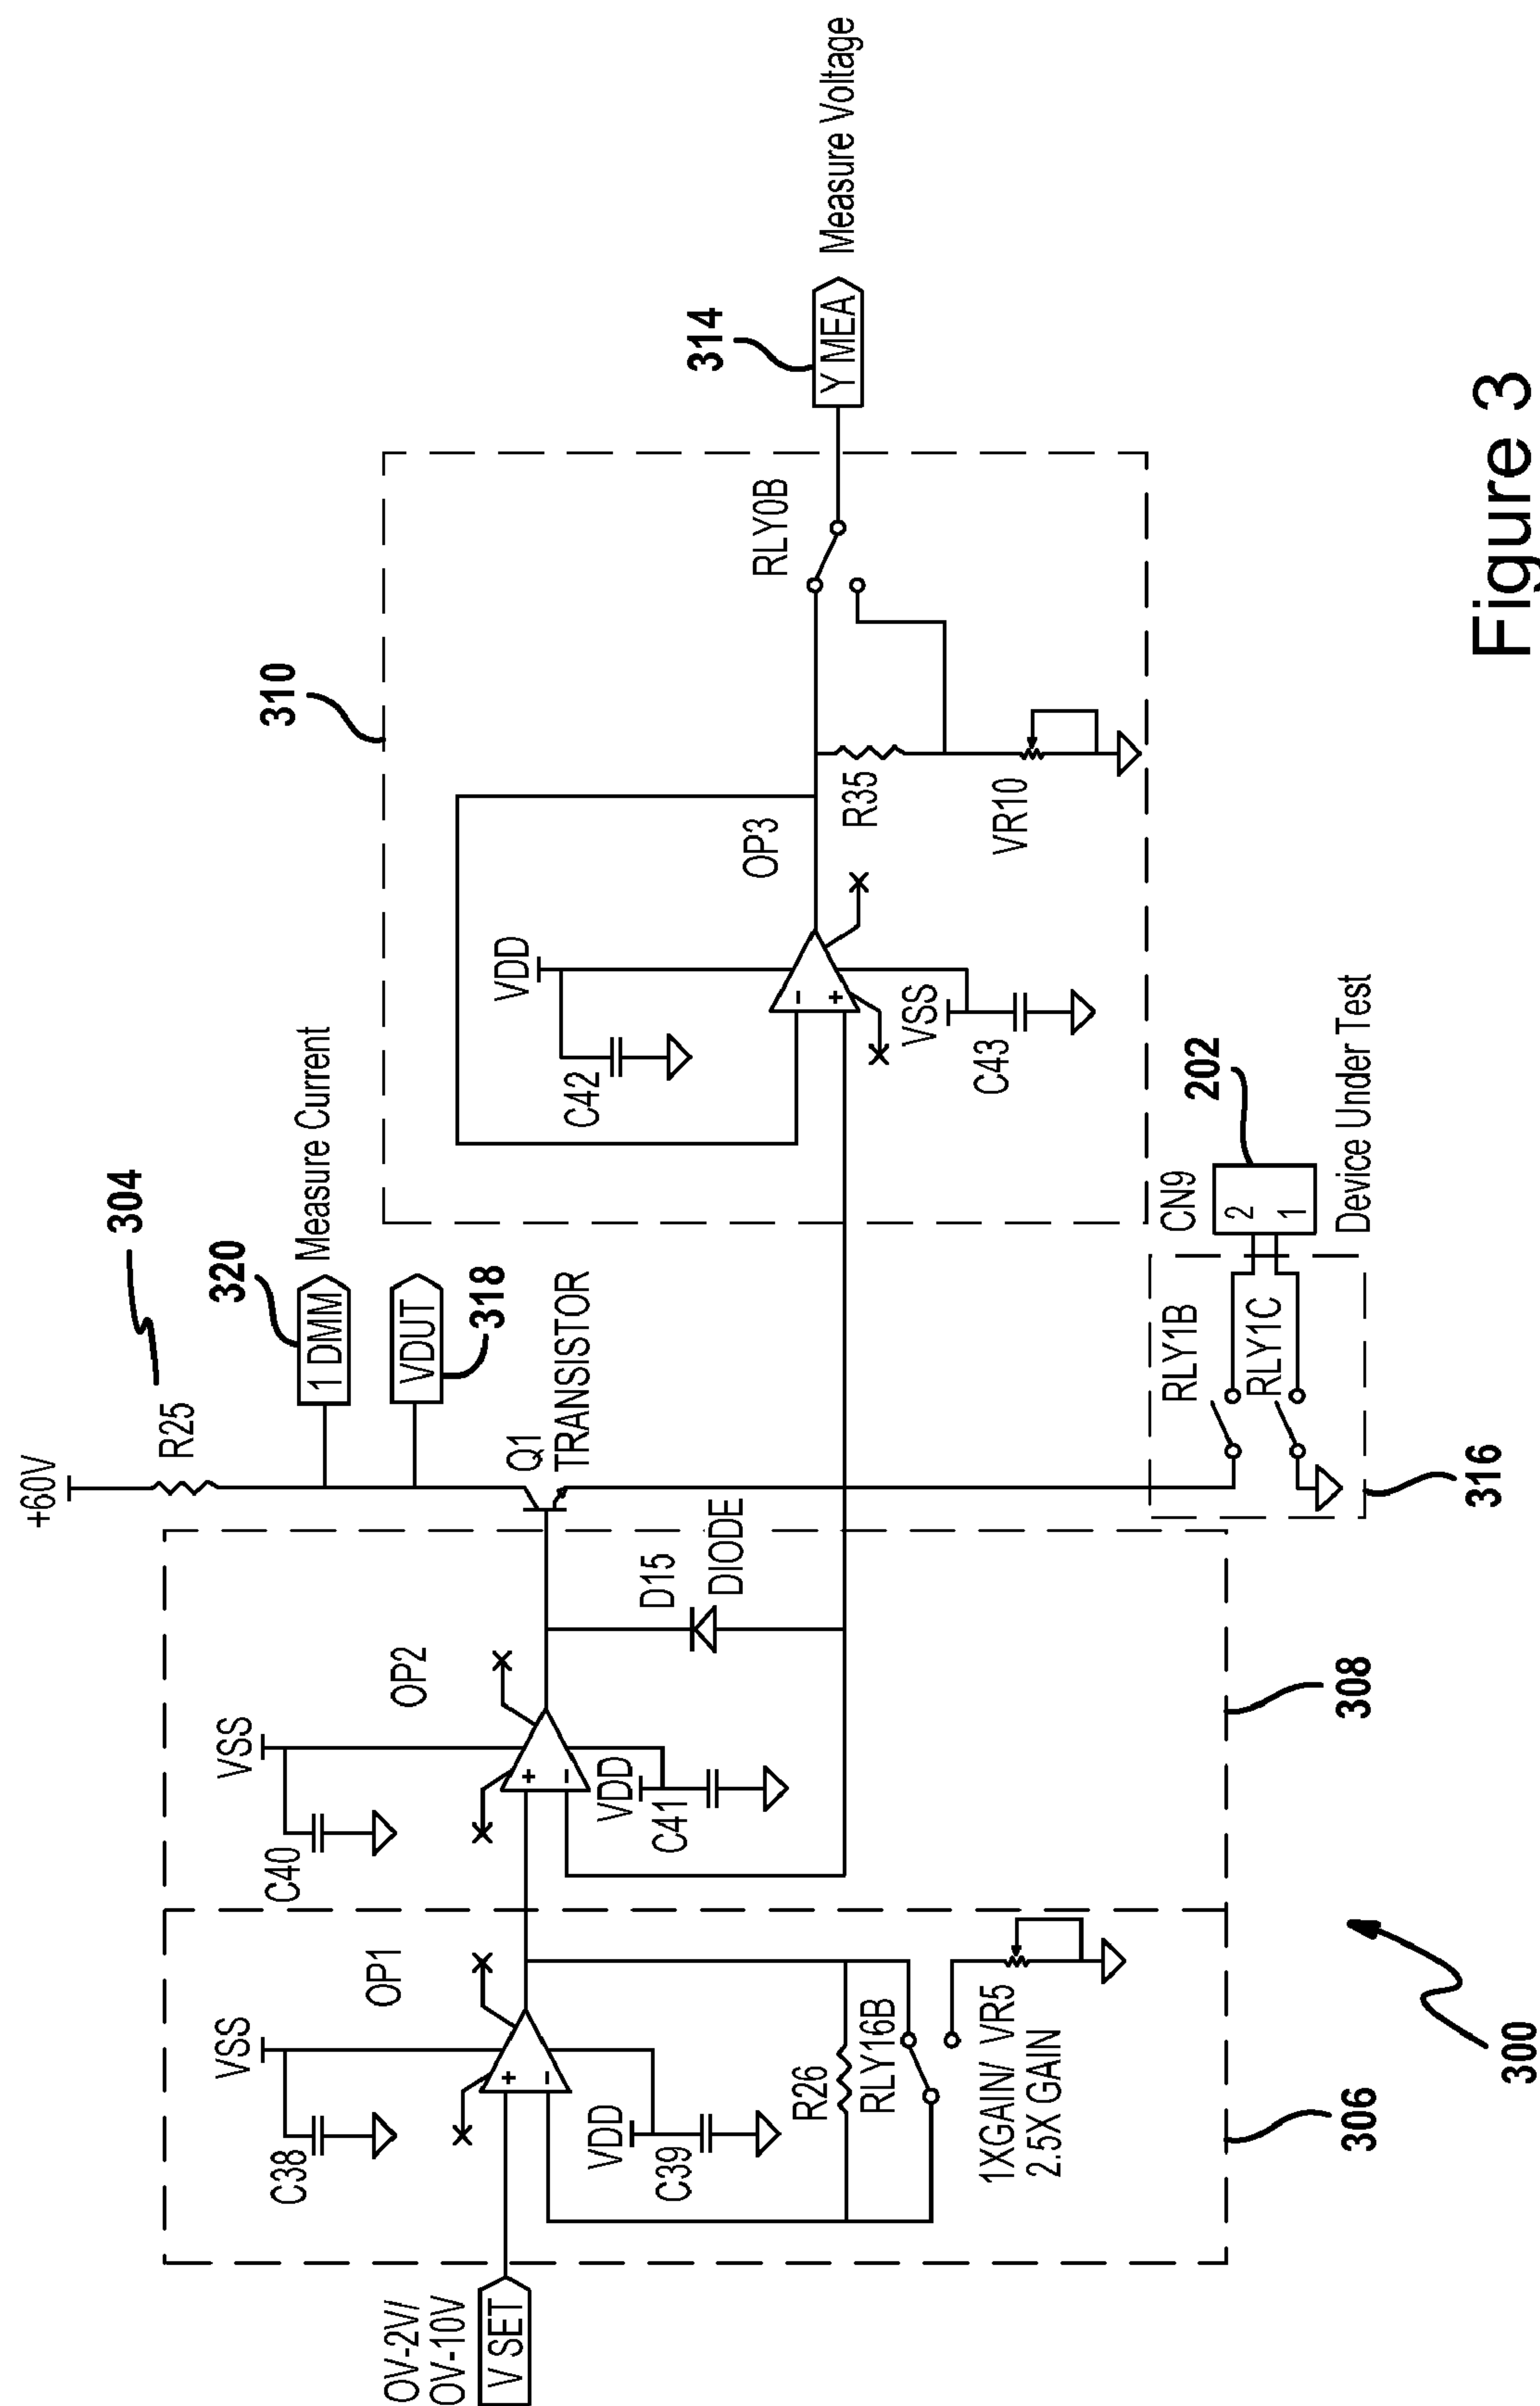 +60V
304
R25
320
1 DMM
Measure Current
VDUT
318
Q1
TRANSISTOR
310
314
Y MEA
Measure Voltage
RLY0B
OP3
VDD
C42
-
+
VSS
C43
R35
VR10
OV-2V/
OV-10V
V SET
VSS
C38
OP1
+
-
VDD
C39
R26
RLY16B
1XGAIN/ VR5
2.5X GAIN
306
VSS
C40
OP2
+
-
VDD
C41
D15
DIODE
308
RLY1B
RLY1C
CN9
2
1
202
Device Under Test
316
300
Figure 3